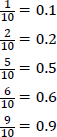 1/10 = 0.1
2/10 = 0.2
5/10 = 0.5
6/10 = 0.6
9/10 = 0.9